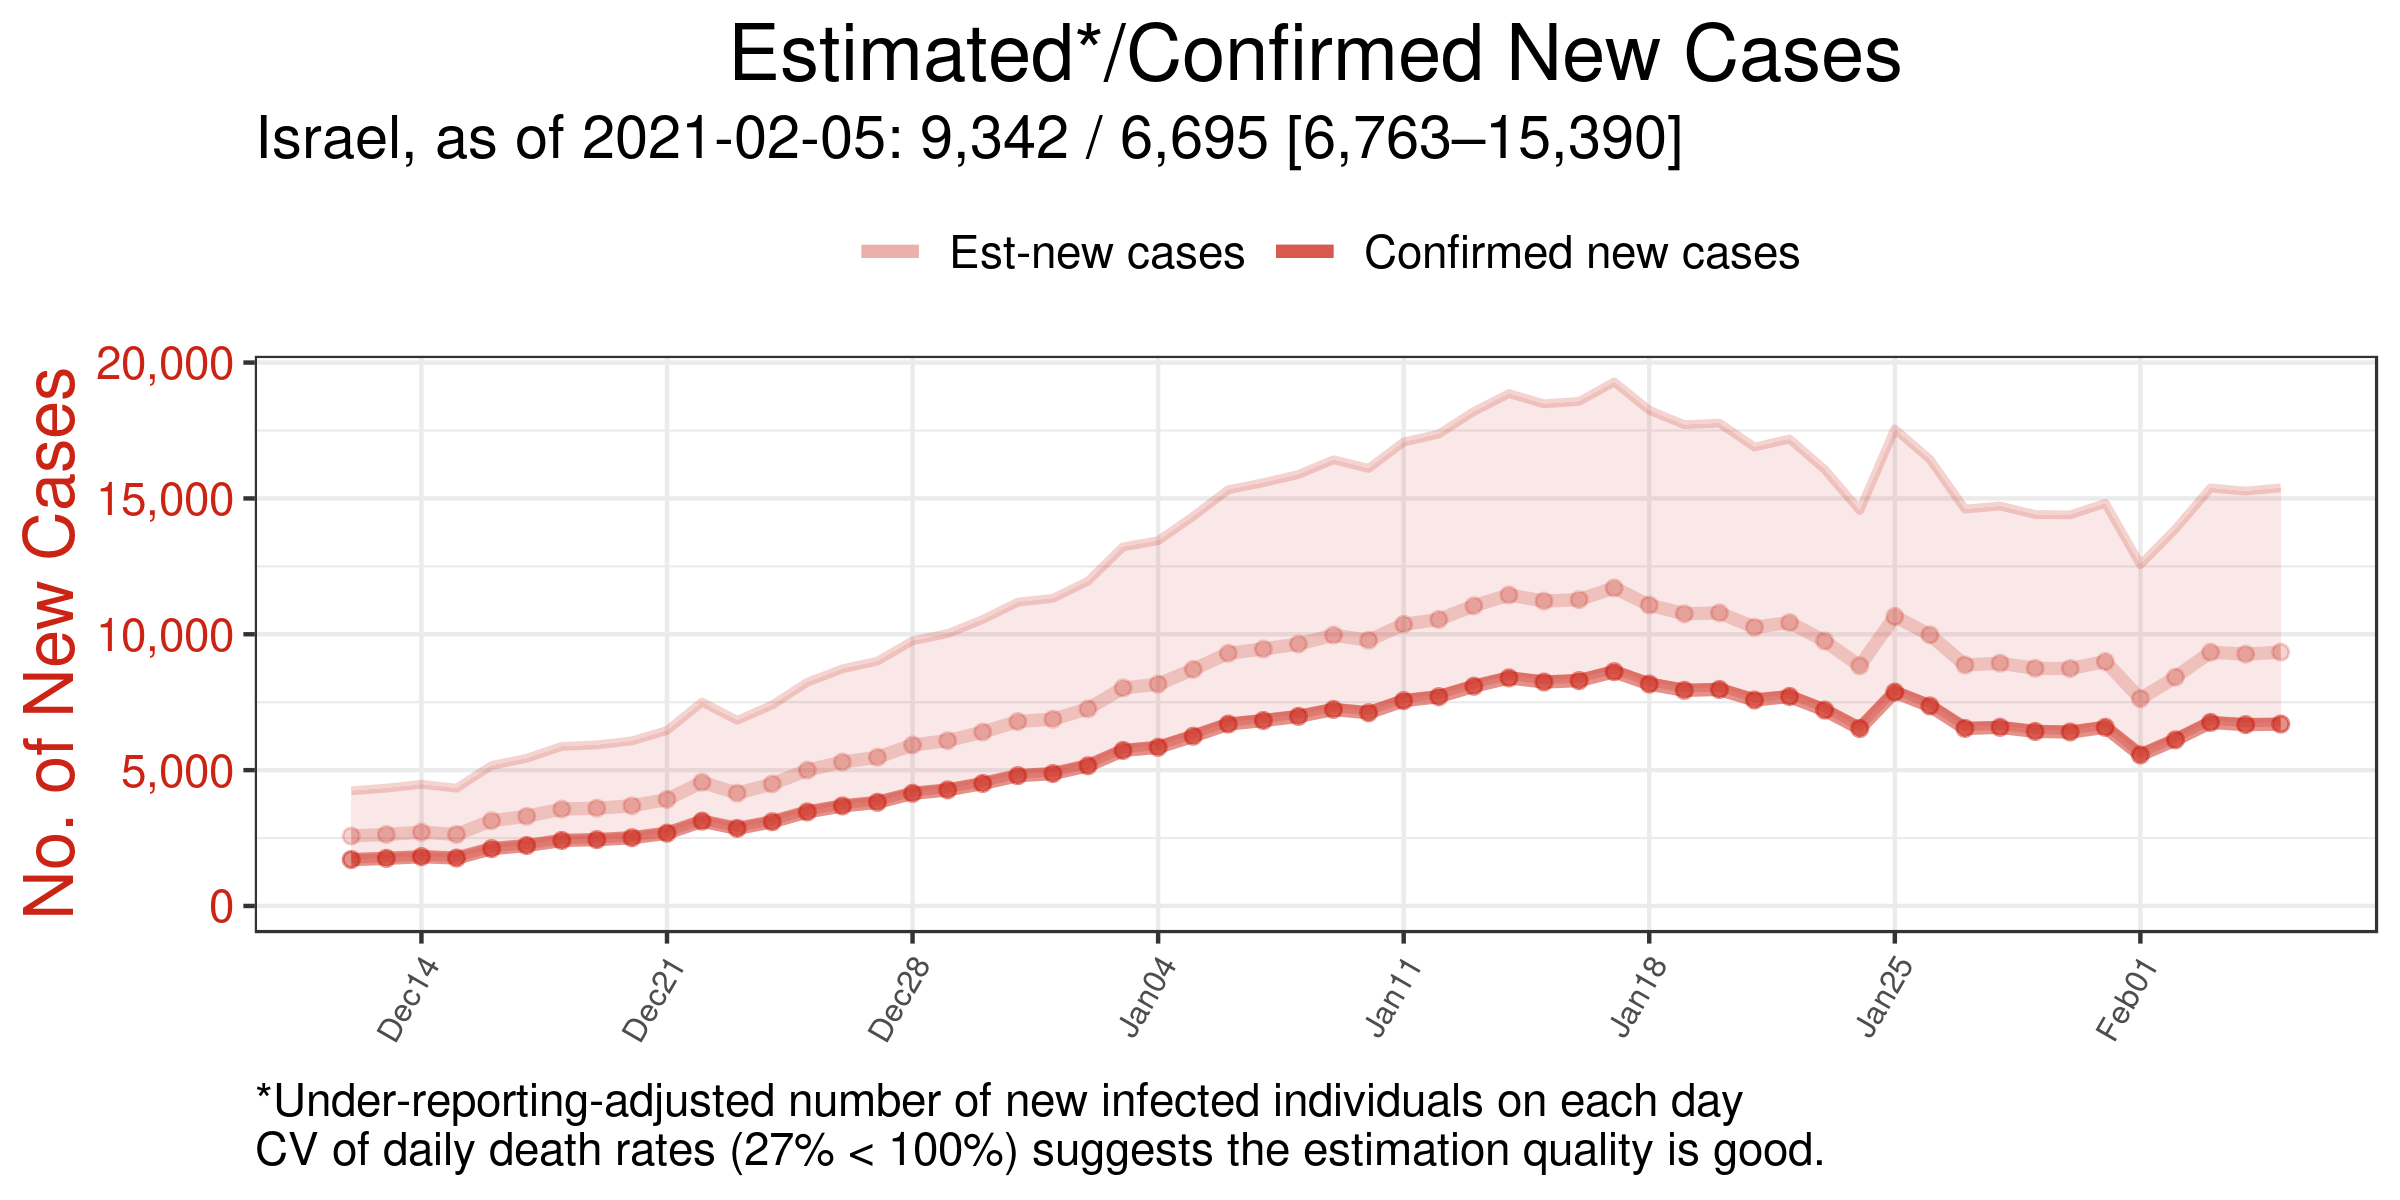 Estimated*/Confirmed New Cases
Israel, as of 2021-02-05: 9,342 / 6,695 [6,763–15,390]
Est-new cases
Confirmed new cases
No. of New Cases
20,000
15,000
10,000
5,000
0
Dec14
Dec21
Dec28
Jan04
Jan11
Jan18
Jan25
Feb01
*Under-reporting-adjusted number of new infected individuals on each day
CV of daily death rates (27% < 100%) suggests the estimation quality is good.